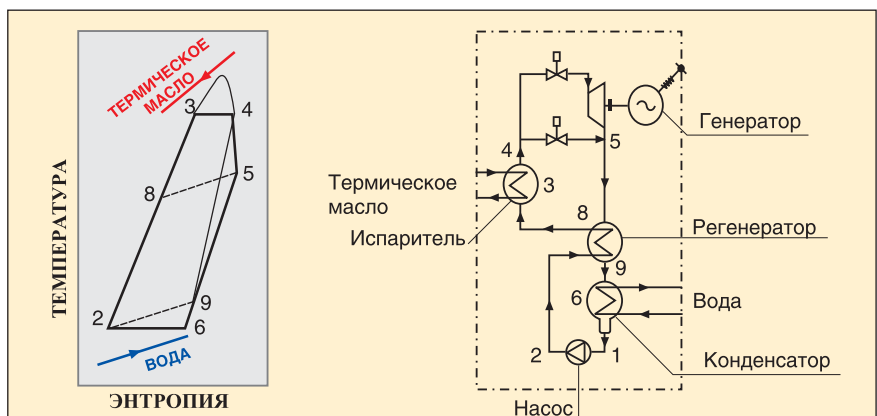 ТЕРМИЧЕСКОЕ
МАСЛО
3
4
5
8
9
2
6
ВОДА
ТЕМПЕРАТУРА
ЭНТРОПИЯ
Генератор
5
4
3
Термическое
масло
Испаритель
8
Регенератор
9
6
Вода
2
1
Конденсатор
Насос